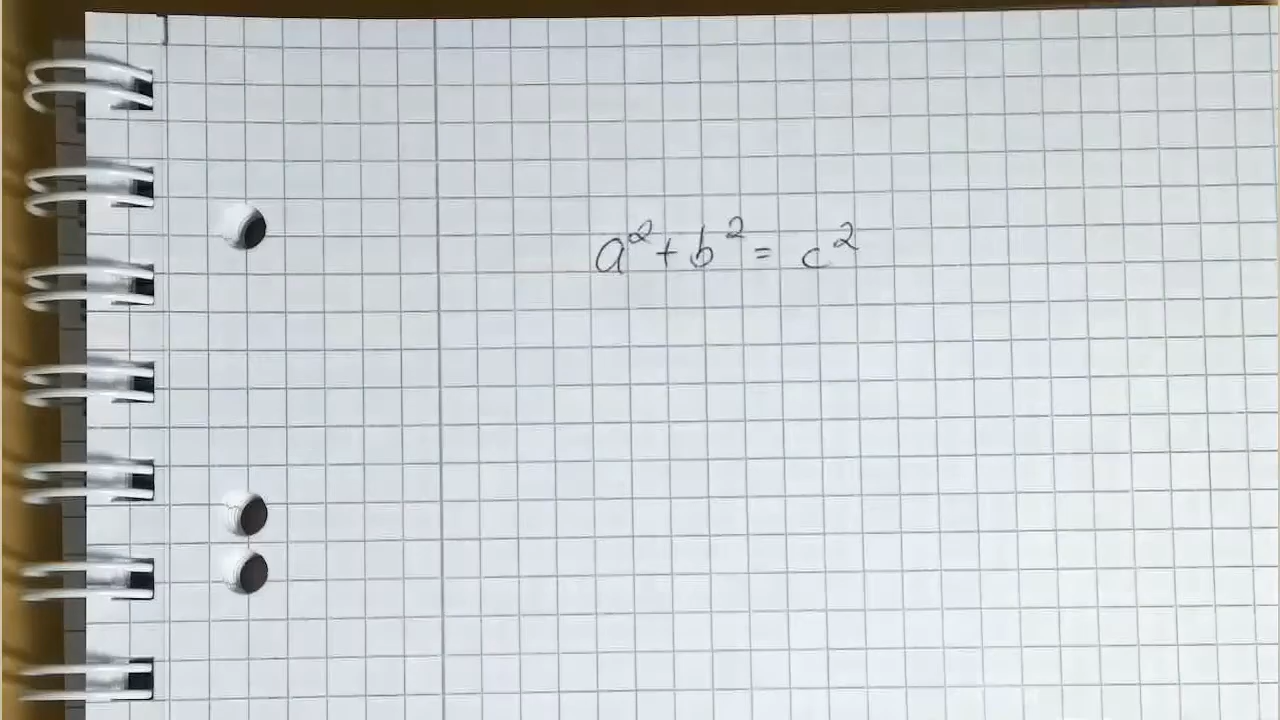 a² + b² = c²